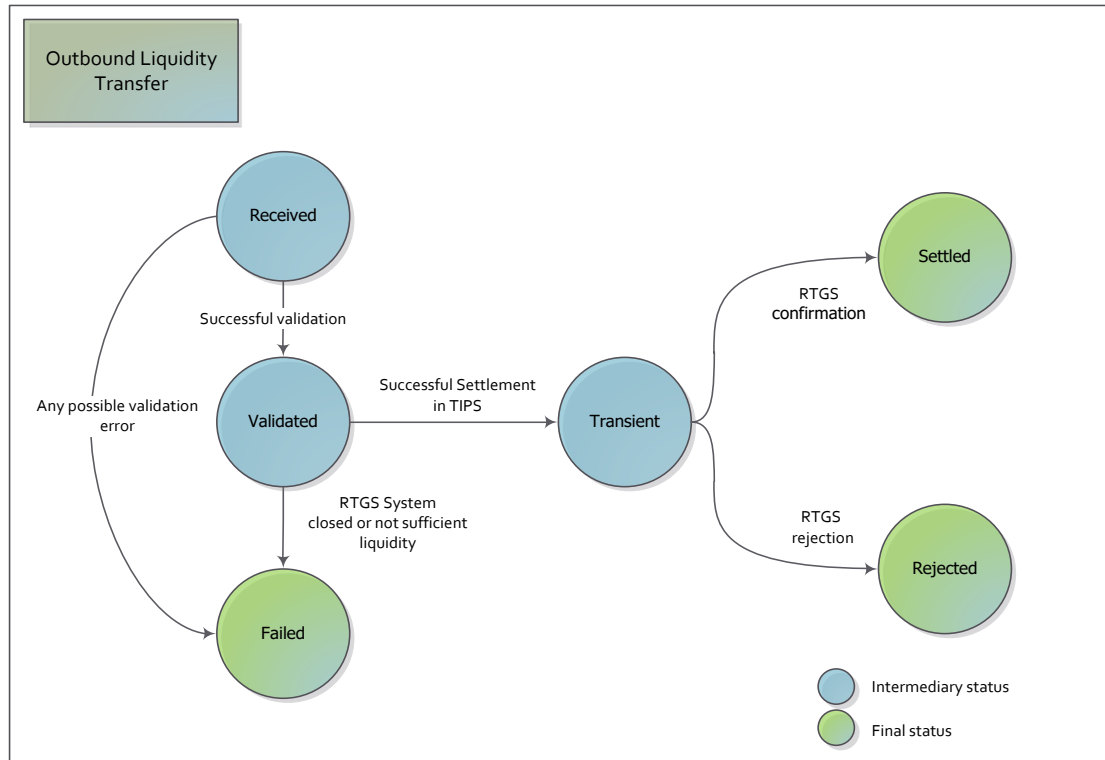 Outbound Liquidity
Transfer
Received
Successful validation
Any possible validation
error
Validated
Successful Settlement
in TIPS
Transient
RTGS System
closed or not sufficient
liquidity
Failed
RTGS
confirmation
Settled
RTGS
rejection
Rejected
Intermediary status
Final status